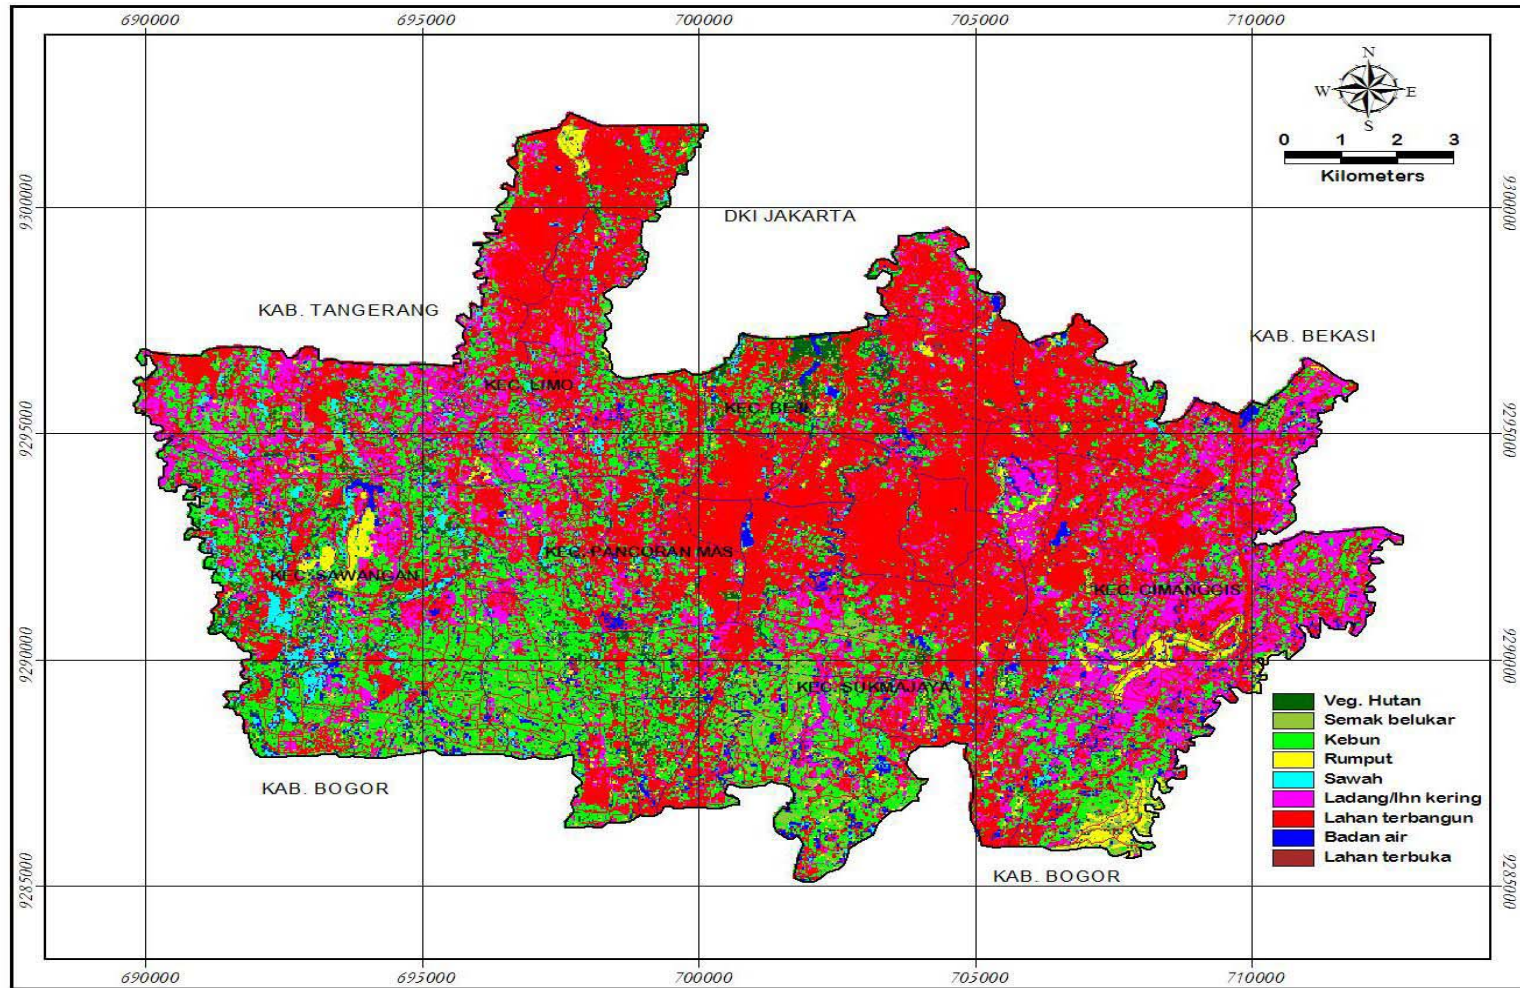 690000 695000 700000 705000 710000
N
W E
S
0 1 2 3
Kilometers
9300000 9300000
DKI JAKARTA
KAB. TANGERANG
KAB. BEKASI
KEC. LIMO
KEC. BEJI
9295000 9295000
KEC. PANCORAN MAS
KEC. SAWANGAN
KEC. CIMANGGIS
9290000 9290000
KEC. SUKMAJAYA
Veg. Hutan
Semak belukar
Kebun
Rumput
Sawah
Ladang/lhn kering
Lahan terbangun
Badan air
Lahan terbuka
KAB. BOGOR
KAB. BOGOR
9285000 9285000
690000 695000 700000 705000 710000